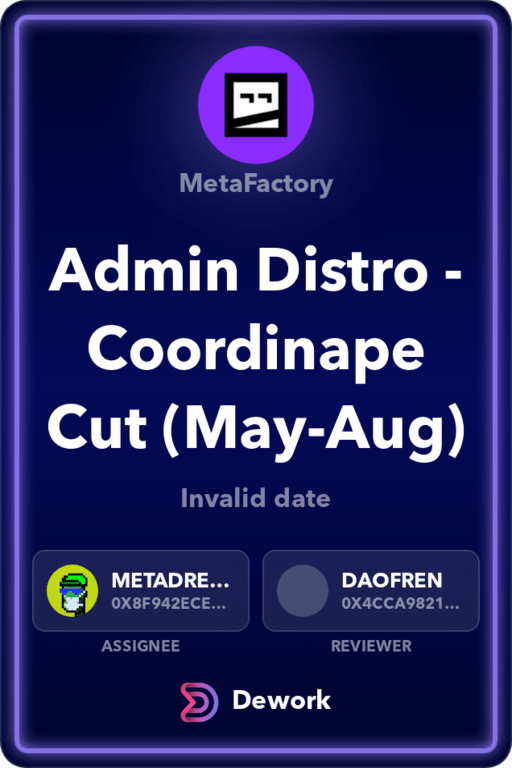 MetaFactory
Admin Distro -
Coordinape
Cut (May-Aug)
Invalid date
METADRE...
0X8F942ECE...
DAOFREN
0X4CCA9821...
ASSIGNEE
REVIEWER
Dework